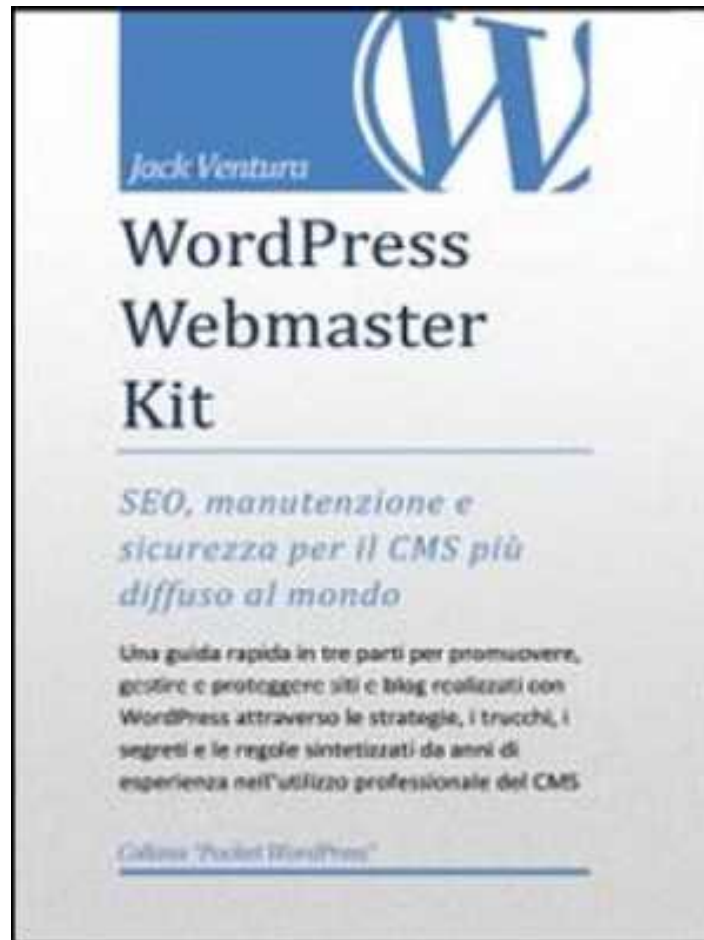 Jack Ventura
WordPress
Webmaster
Kit
SEO, manutenzione e
sicurezza per il CMS più
diffuso al mondo
Una guida rapida in tre parti per promuovere,
gestire e proteggere siti e blog realizzati con
WordPress attraverso le strategie, i trucchi, i
segreti e le regole sintetizzati da anni di
esperienza nell'utilizzo professionale del CMS
Collana "Pocket WordPress"